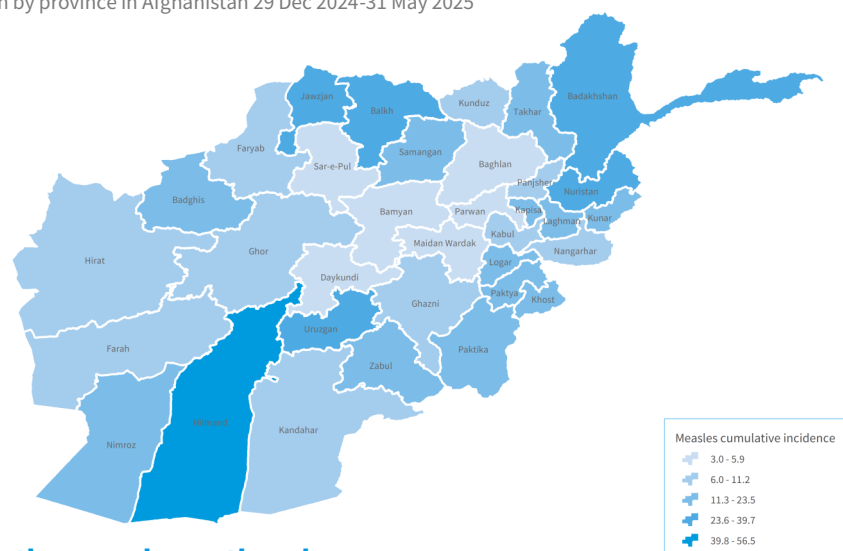 by province in Afghanistan 29 Dec 2024-31 May 2025
Jawzjan
Balkh
Kunduz
Takhar
Badakhshan
Faryab
Samangan
Sar-e-Pul
Baghlan
Panjsher
Nuristan
Badghis
Bamyan
Parwan
Kapisa
Laghman
Kunar
Kabul
Hirat
Ghor
Maidan Wardak
Nangarhar
Logar
Daykundi
Paktya
Khost
Ghazni
Uruzgan
Farah
Paktika
Zabul
Hilmand
Kandahar
Nimroz
Measles cumulative incidence
3.0 - 5.9
6.0 - 11.2
11.3 - 23.5
23.6 - 39.7
39.8 - 56.5